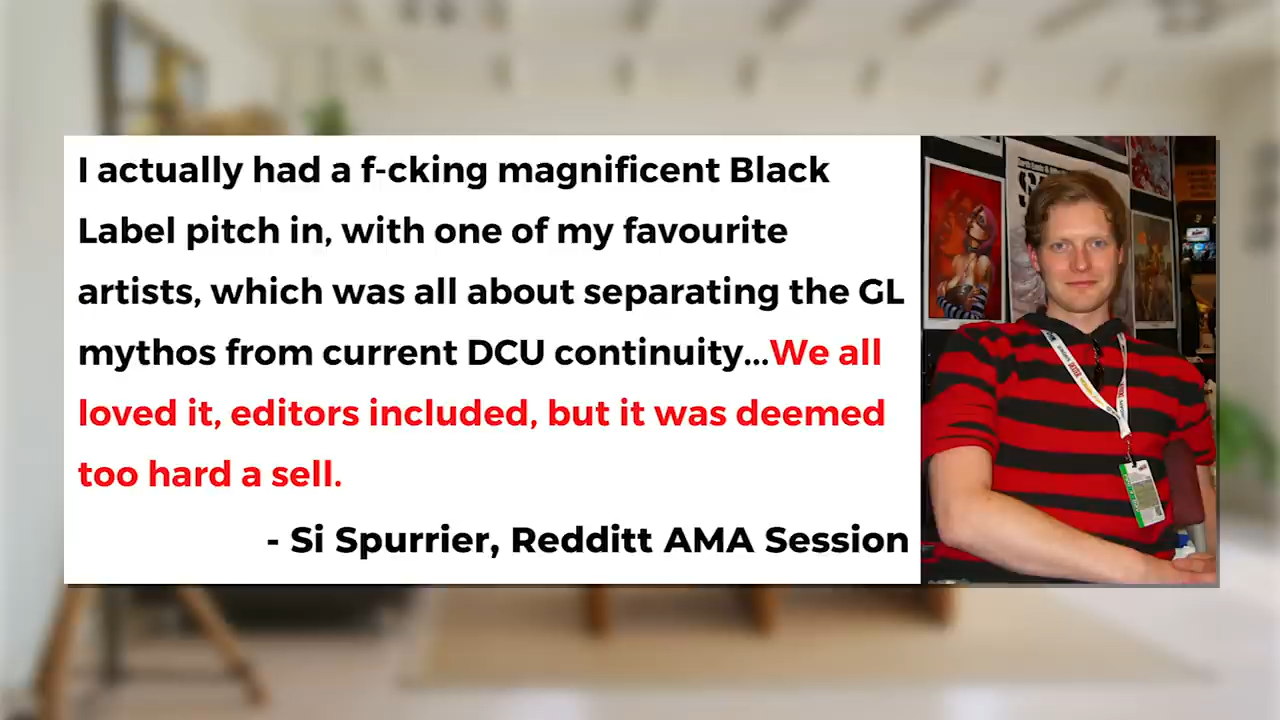 I actually had a f-cking magnificent Black
Label pitch in, with one of my favourite
artists, which was all about separating the GL
mythos from current DCU continuity...We all
loved it, editors included, but it was deemed
too hard a sell.
- Si Spurrier, Redditt AMA Session